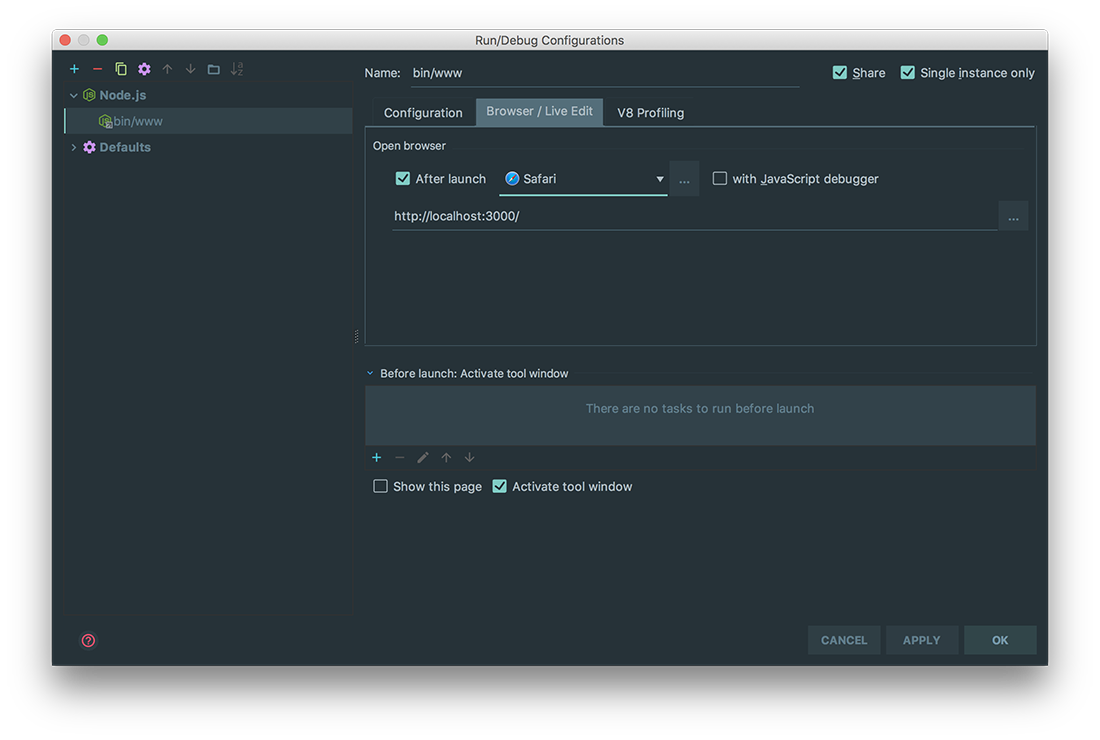 Run/Debug Configurations
Name: bin/www
Share
Single instance only
Node.js
bin/www
Defaults
Configuration
Browser / Live Edit
V8 Profiling
Open browser
After launch
Safari
...
with JavaScript debugger
http://localhost:3000/
...
Before launch: Activate tool window
There are no tasks to run before launch
Show this page
Activate tool window
?
CANCEL
APPLY
OK